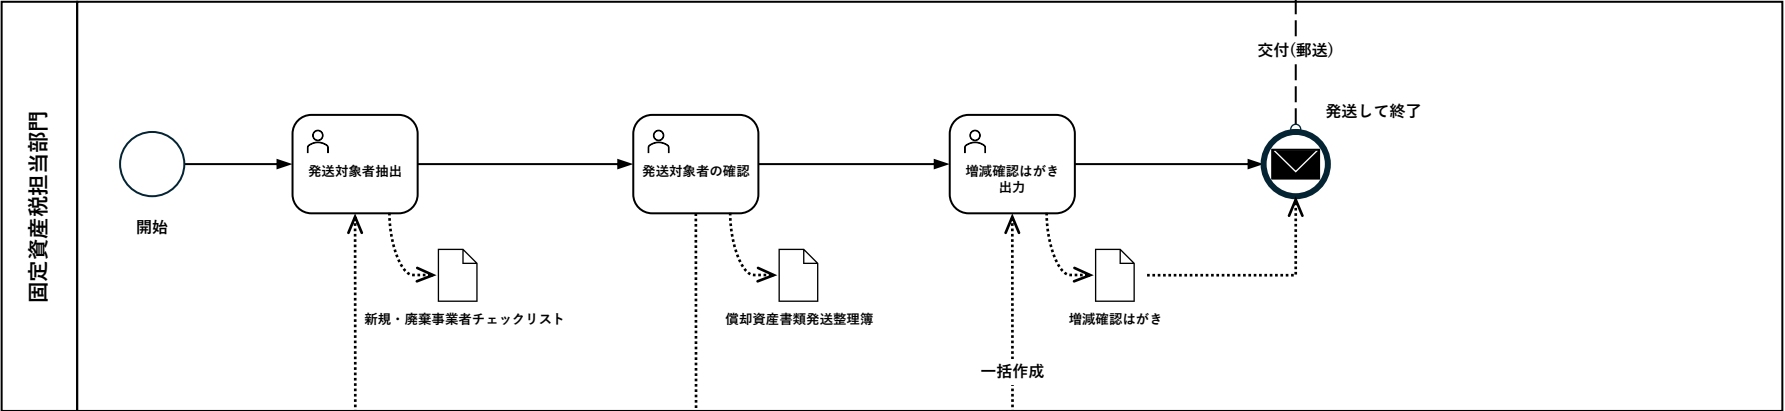 固定資産税担当部門
交付(郵送)
発送して終了
発送対象者抽出
発送対象者の確認
増減確認はがき
出力
開始
新規・廃棄事業者チェックリスト
償却資産書類発送整理簿
増減確認はがき
一括作成